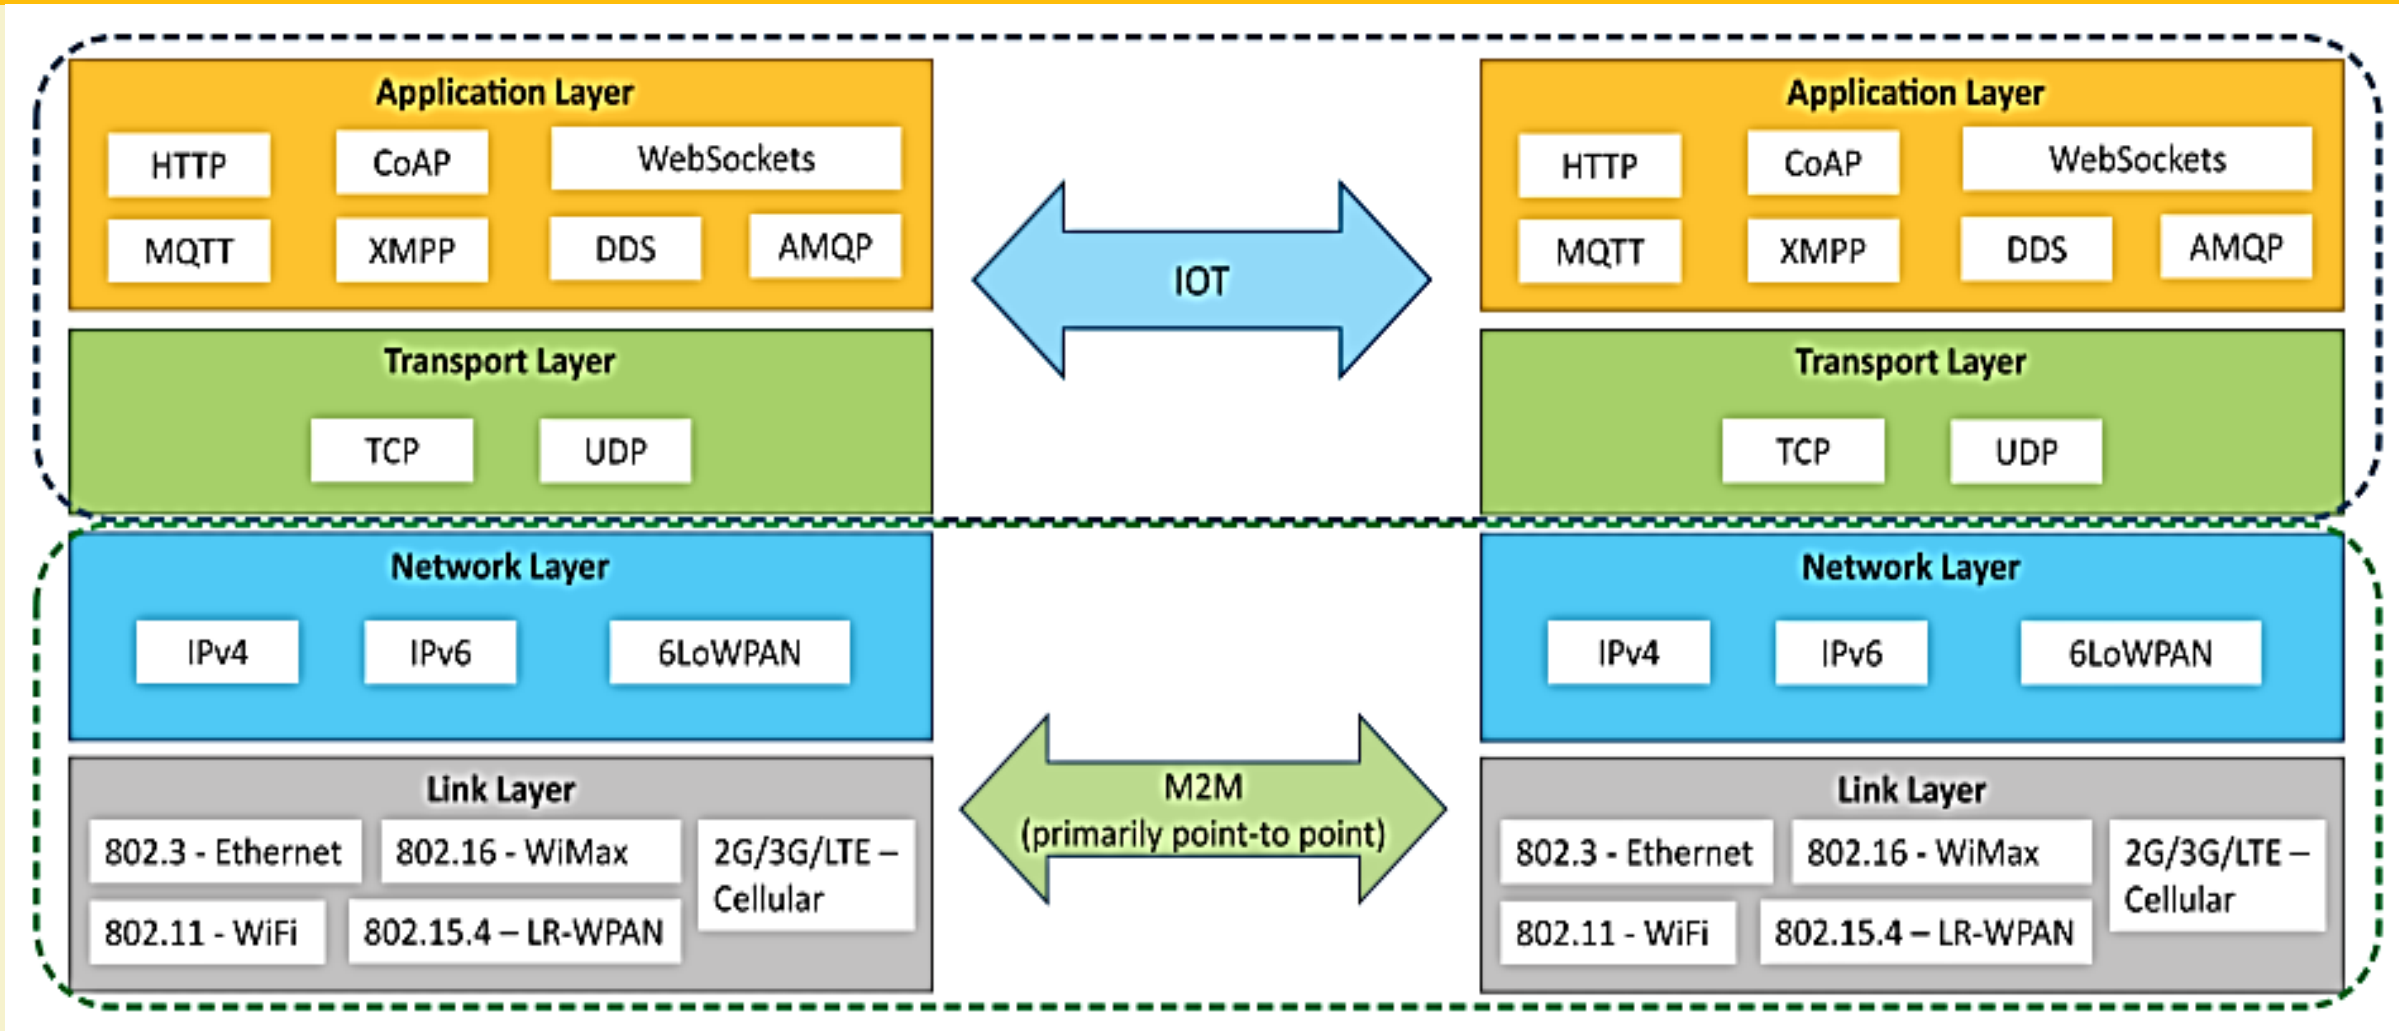 Application Layer
HTTP
CoAP
WebSockets
MQTT
XMPP
DDS
AMQP
Transport Layer
TCP
UDP
Network Layer
IPv4
IPv6
6LoWPAN
Link Layer
802.3 - Ethernet
802.16 - WiMax
2G/3G/LTE –
Cellular
802.11 - WiFi
802.15.4 – LR-WPAN
IOT
M2M
(primarily point-to point)
Application Layer
HTTP
CoAP
WebSockets
MQTT
XMPP
DDS
AMQP
Transport Layer
TCP
UDP
Network Layer
IPv4
IPv6
6LoWPAN
Link Layer
802.3 - Ethernet
802.16 - WiMax
2G/3G/LTE –
Cellular
802.11 - WiFi
802.15.4 – LR-WPAN